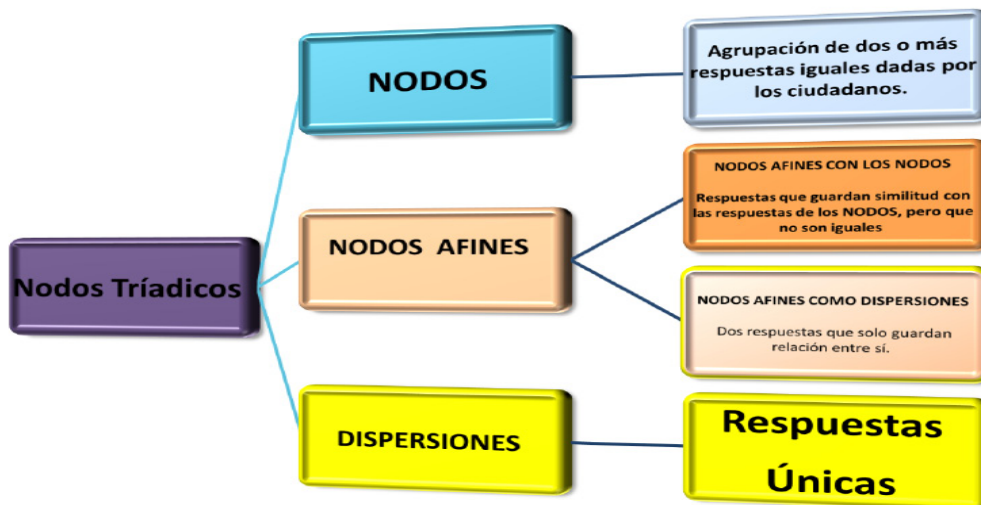 Nodos Tríadicos
NODOS
Agrupación de dos o más
respuestas iguales dadas por
los ciudadanos.
NODOS AFINES
NODOS AFINES CON LOS NODOS
Respuestas que guardan similitud con
las respuestas de los NODOS, pero que
no son iguales
NODOS AFINES COMO DISPERSIONES
Dos respuestas que solo guardan
relación entre sí.
DISPERSIONES
Respuestas
Únicas